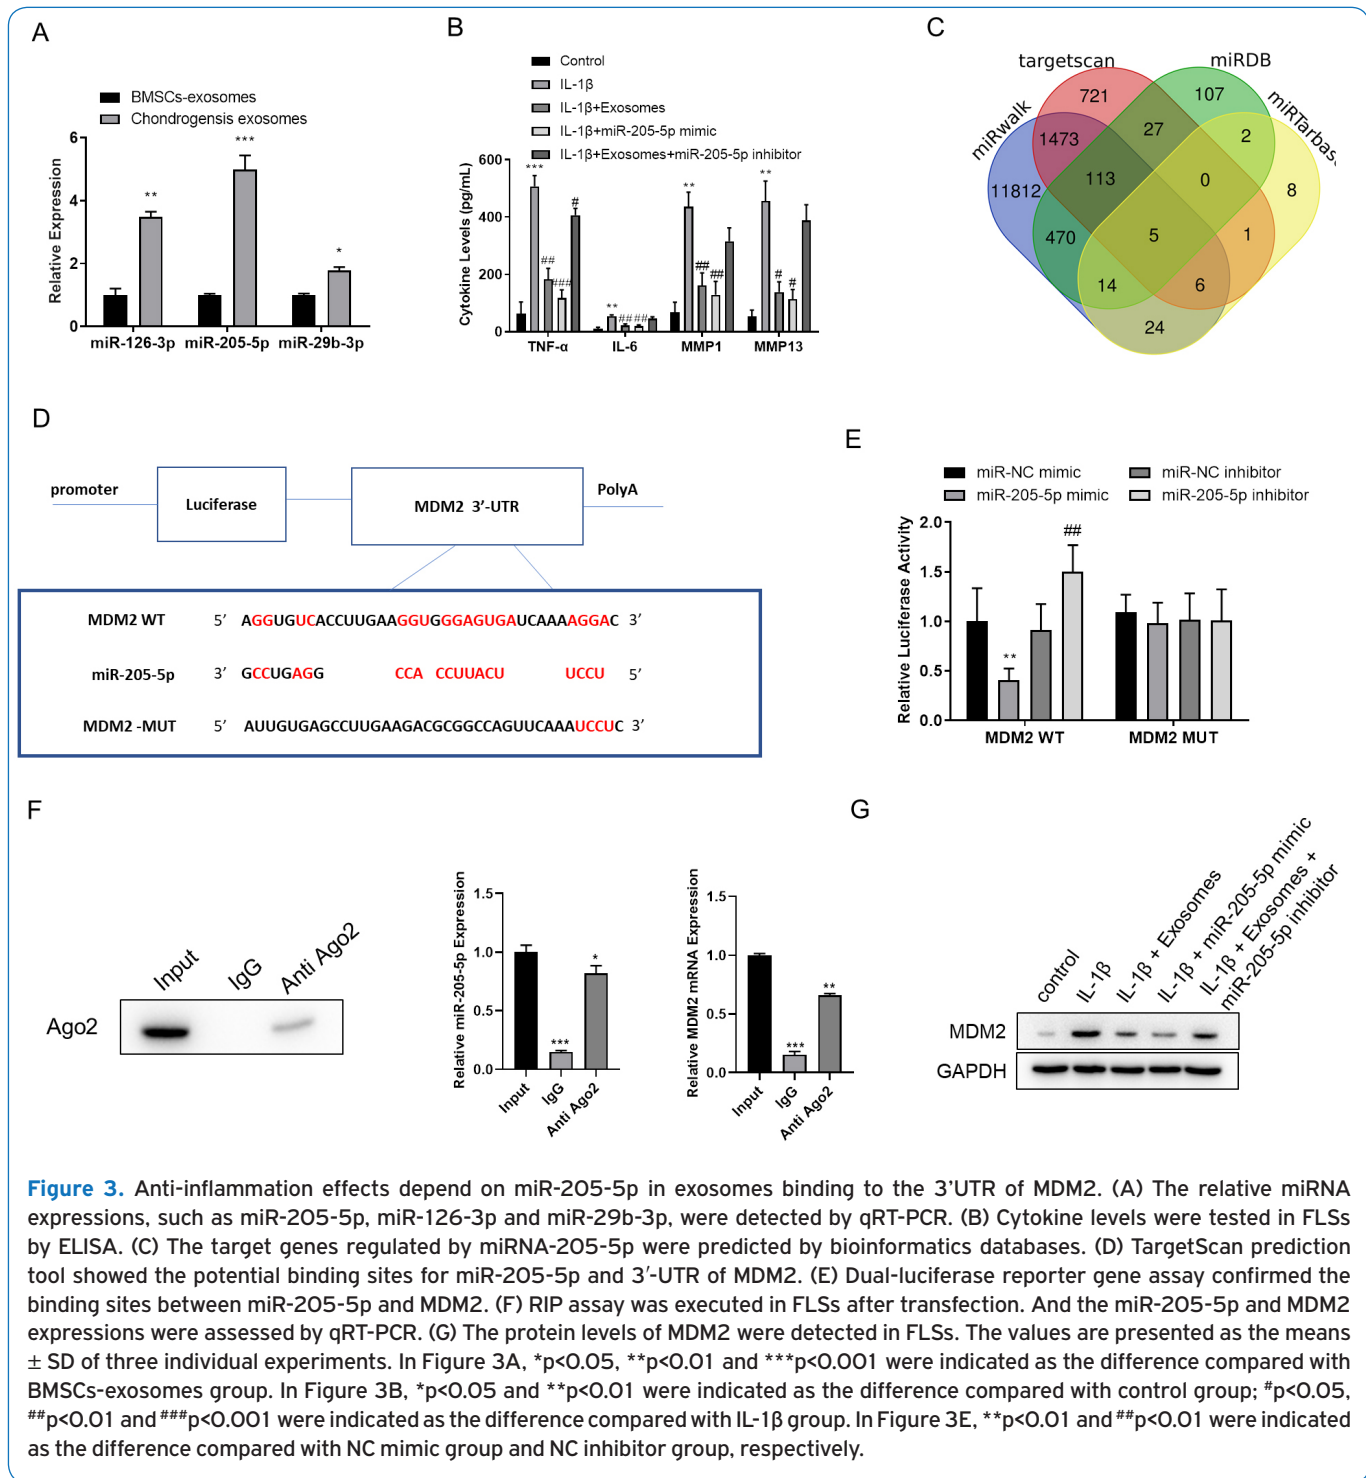 A
BMSCs-exosomes
Chondrogensis exosomes
Relative Expression
6
4
2
0
**
***
*
miR-126-3p miR-205-5p miR-29b-3p
B
Control
IL-1β
IL-1β+Exosomes
IL-1β+miR-205-5p mimic
IL-1β+Exosomes+miR-205-5p inhibitor
Cytokine Levels (pg/mL)
600
400
200
0
*** ## ### #
** ## ##
** ## ##
** # #
TNF-α IL-6 MMP1 MMP13
C
targetscan miRDB
miRwalk miRTarbas
721 107
1473 27 2
11812 113 0 8
470 5 1
14 6
24
D
promoter Luciferase MDM2 3'-UTR PolyA
MDM2 WT 5' AGGUGUCACCUUGAAGGUGGGAGUGAUCAAAAGGAC 3'
miR-205-5p 3' GCCUGAGG CCA CCUUACU UCCU 5'
MDM2 -MUT 5' AUUGUGAGCCUUGAAGACGCGGCCAGUUCAAAUCCUC 3'
E
miR-NC mimic miR-NC inhibitor
miR-205-5p mimic miR-205-5p inhibitor
Relative Luciferase Activity
2.0
1.5
1.0
0.5
0.0
**
##
MDM2 WT MDM2 MUT
F
Input IgG Anti Ago2
Ago2
Relative miR-205-5p Expression
1.5
1.0
0.5
0.0
***
*
Input IgG Anti Ago2
Relative MDM2 mRNA Expression
1.5
1.0
0.5
0.0
***
**
Input IgG Anti Ago2
G
control
IL-1β
IL-1β + Exosomes
IL-1β + miR-205-5p mimic
IL-1β + Exosomes +
miR-205-5p inhibitor
MDM2
GAPDH
Figure 3. Anti-inflammation effects depend on miR-205-5p in exosomes binding to the 3'UTR of MDM2. (A) The relative miRNA
expressions, such as miR-205-5p, miR-126-3p and miR-29b-3p, were detected by qRT-PCR. (B) Cytokine levels were tested in FLSs
by ELISA. (C) The target genes regulated by miRNA-205-5p were predicted by bioinformatics databases. (D) TargetScan prediction
tool showed the potential binding sites for miR-205-5p and 3′-UTR of MDM2. (E) Dual-luciferase reporter gene assay confirmed the
binding sites between miR-205-5p and MDM2. (F) RIP assay was executed in FLSs after transfection. And the miR-205-5p and MDM2
expressions were assessed by qRT-PCR. (G) The protein levels of MDM2 were detected in FLSs. The values are presented as the means
± SD of three individual experiments. In Figure 3A, *p<0.05, **p<0.01 and ***p<0.001 were indicated as the difference compared with
BMSCs-exosomes group. In Figure 3B, *p<0.05 and **p<0.01 were indicated as the difference compared with control group; #p<0.05,
##p<0.01 and ###p<0.001 were indicated as the difference compared with IL-1β group. In Figure 3E, **p<0.01 and ##p<0.01 were indicated
as the difference compared with NC mimic group and NC inhibitor group, respectively.